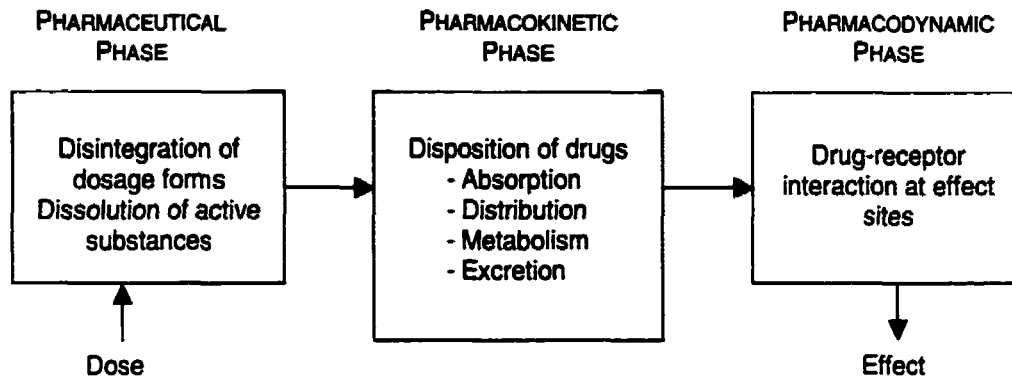 PHARMACEUTICAL
PHASE
Disintegration of
dosage forms
Dissolution of active
substances
Dose
PHARMACOKINETIC
PHASE
Disposition of drugs
- Absorption
- Distribution
- Metabolism
- Excretion
PHARMACODYNAMIC
PHASE
Drug-receptor
interaction at effect
sites
Effect